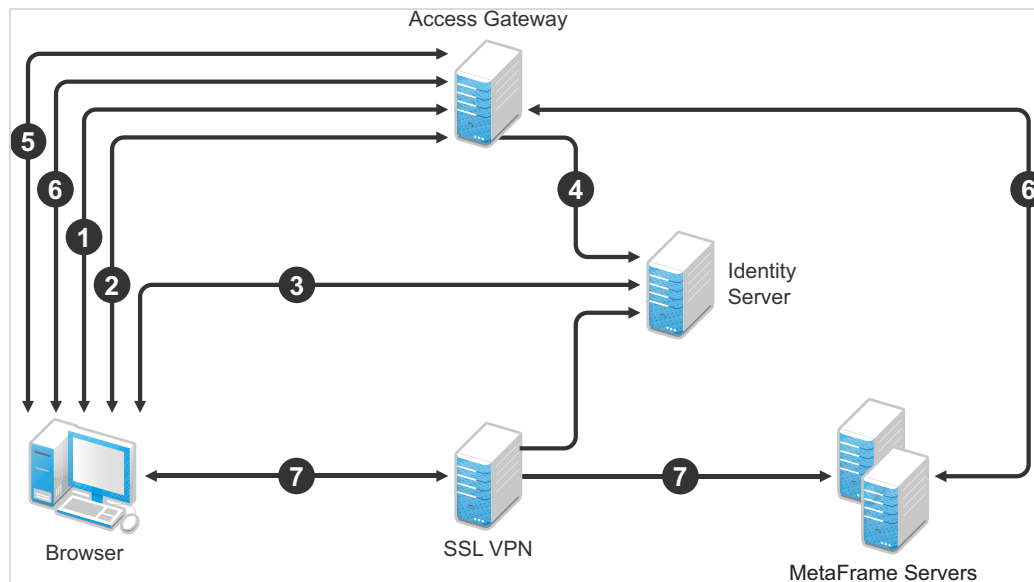 Access Gateway
5
6
1
2
4
6
3
Identity
Server
7
7
Browser
SSL VPN
MetaFrame Servers